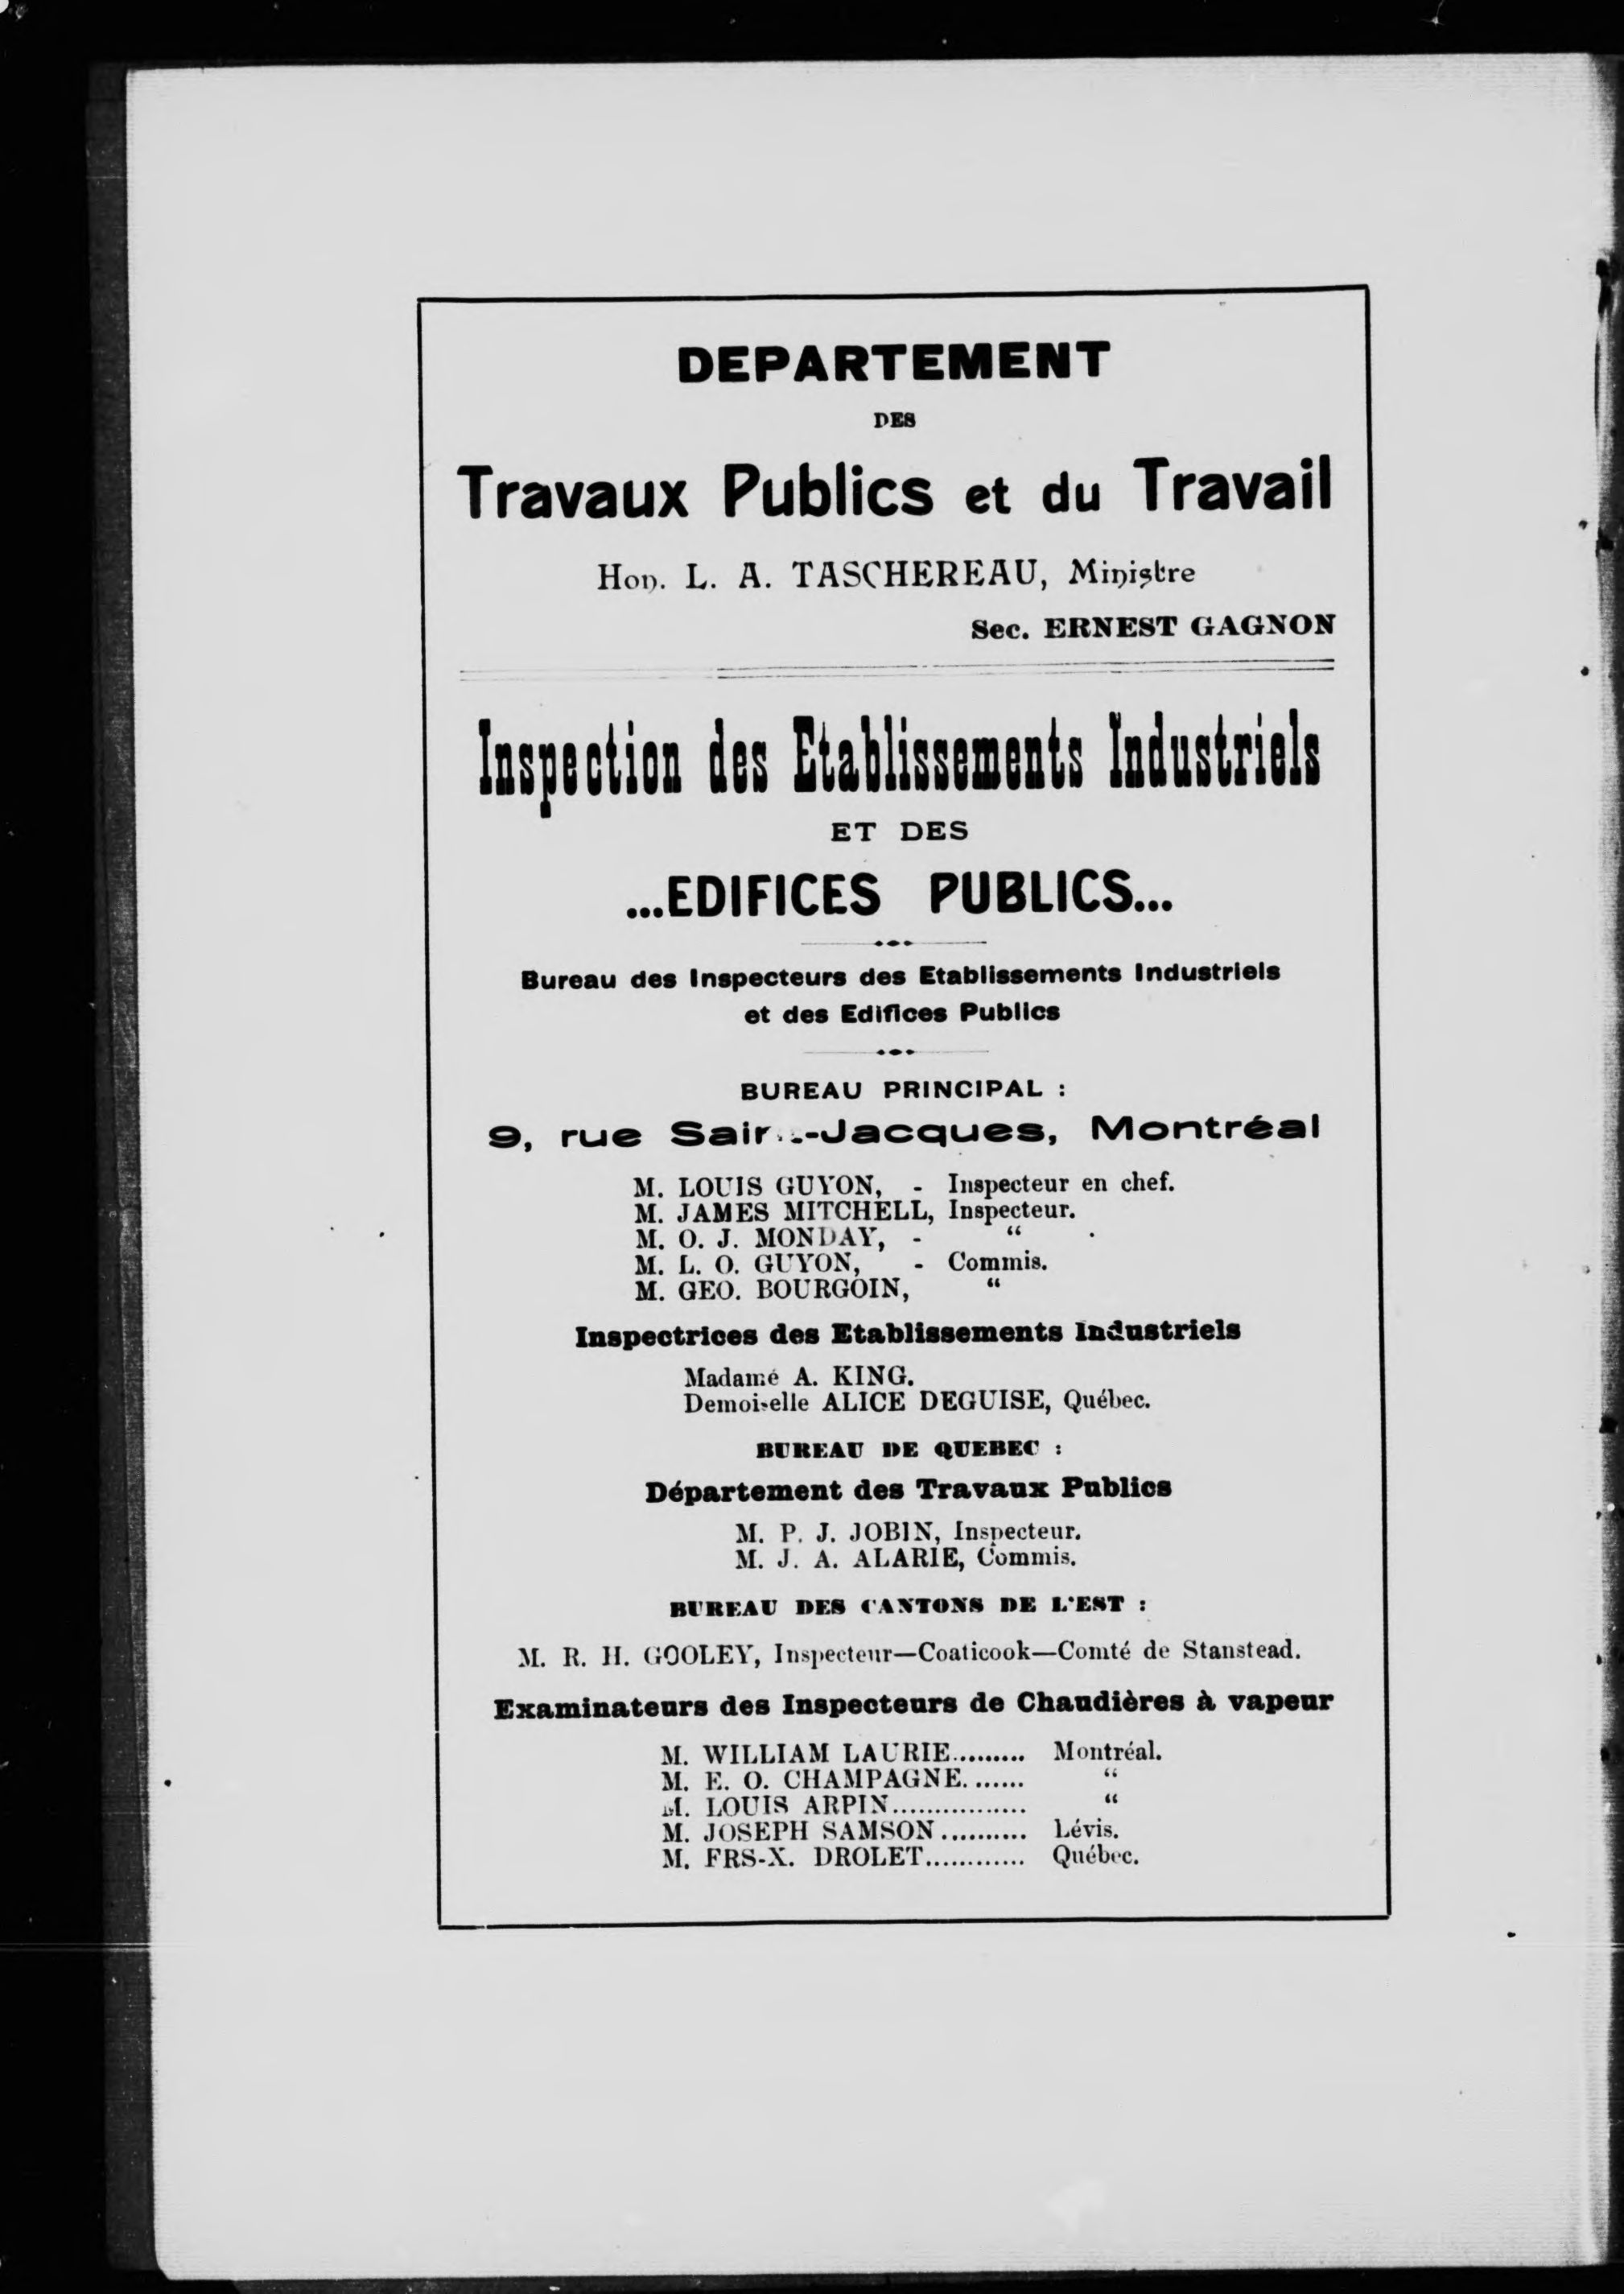 DEPARTEMENT
DES
Travaux Publics et du Travail
Hon. L. A. TASCHEREAU, Ministre
Sec. ERNEST GAGNON
Inspection des Etablissements Industriels
ET DES
...EDIFICES PUBLICS...
Bureau des Inspecteurs des Etablissements Industriels
et des Edifices Publics
BUREAU PRINCIPAL :
9, rue Saint-Jacques, Montréal
M. LOUIS GUYON, - Inspecteur en chef.
M. JAMES MITCHELL, Inspecteur.
M. O. J. MONDAY, - “
M. L. O. GUYON, - Commis.
M. GEO. BOURGOIN, “
Inspectrices des Etablissements Industriels
Madame A. KING.
Demoiselle ALICE DEGUISE, Québec.
BUREAU DE QUEBEC :
Département des Travaux Publics
M. P. J. JOBIN, Inspecteur.
M. J. A. ALARIE, Commis.
BUREAU DES CANTONS DE L'EST :
M. R. H. GOOLEY, Inspecteur—Coaticook—Comté de Stanstead.
Examinateurs des Inspecteurs de Chaudières à vapeur
M. WILLIAM LAURIE......... Montréal.
M. E. O. CHAMPAGNE. ...... “
M. LOUIS ARPIN................ “
M. JOSEPH SAMSON.......... Lévis.
M. FRS-X. DROLET............ Québec.